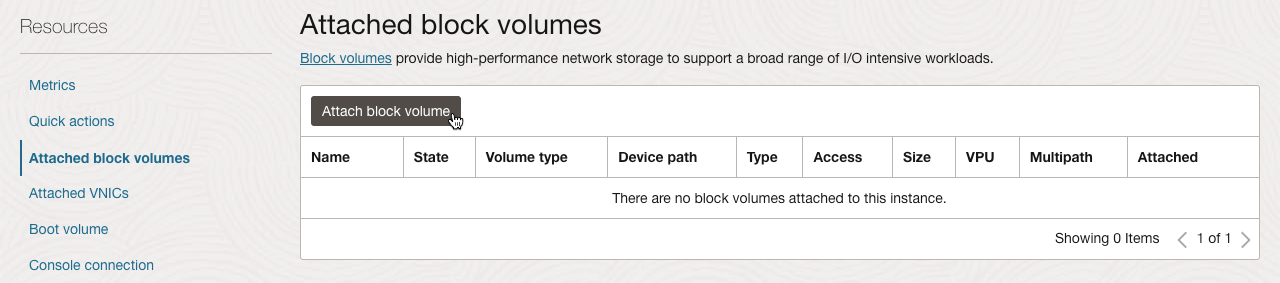 Resources
Metrics
Quick actions
Attached block volumes
Attached VNICs
Boot volume
Console connection
Attached block volumes
Block volumes provide high-performance network storage to support a broad range of I/O intensive workloads.
Attach block volume
Name State Volume type Device path Type Access Size VPU Multipath Attached
There are no block volumes attached to this instance.
Showing 0 Items 1 of 1